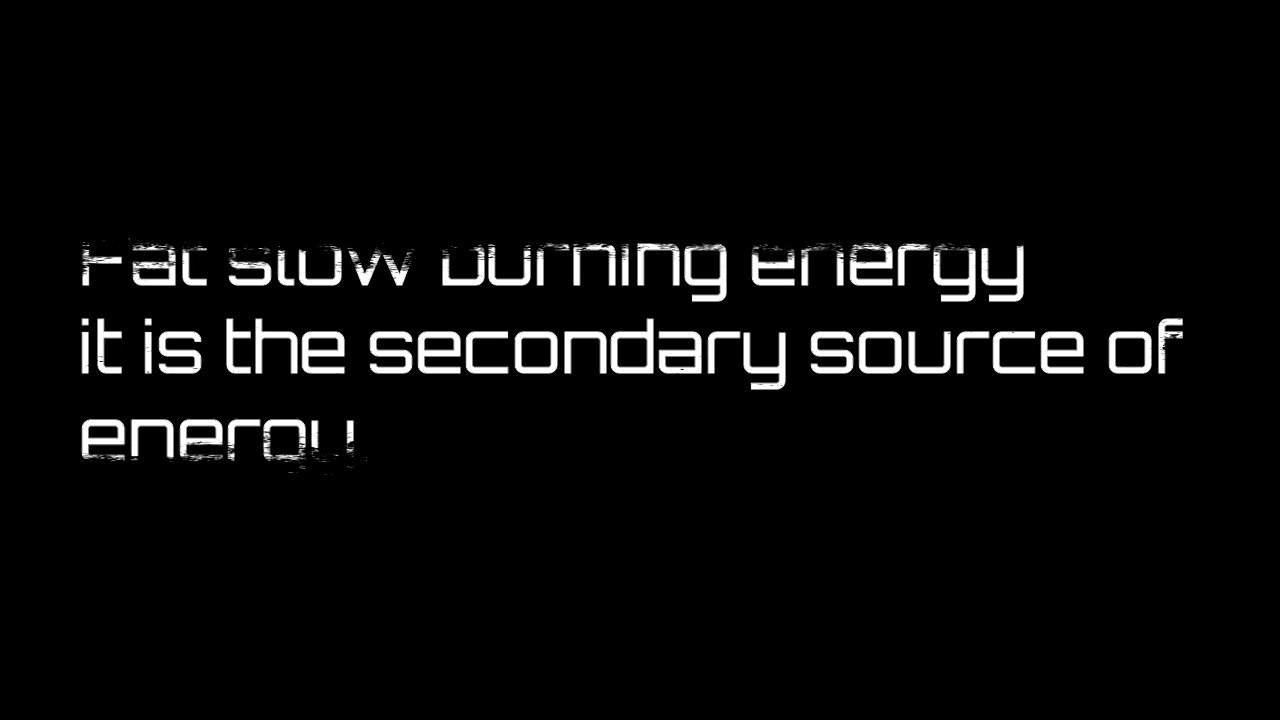 Fat slow burning energy
it is the secondary source of
energy.